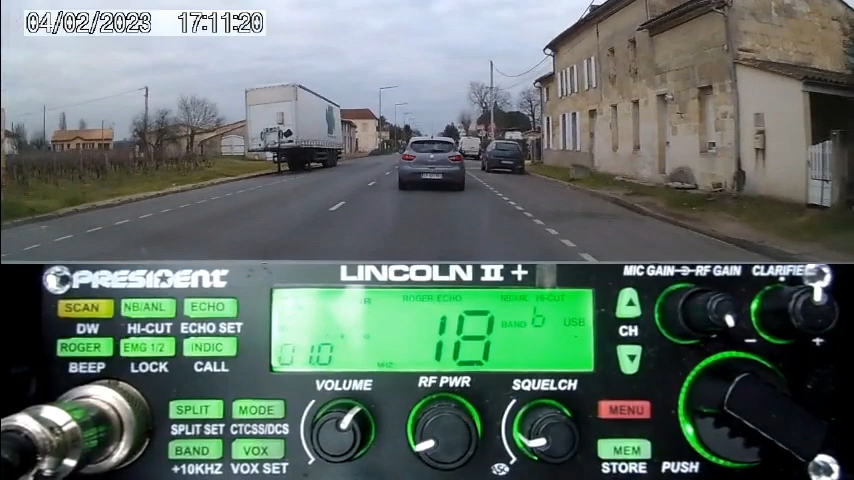 04/02/2023 17:11:20
PRESIDENT
LINCOLN II +
MIC GAIN RF GAIN CLARIFIER
SCAN NB/ANL ECHO
DW HI-CUT ECHO SET
ROGER EMG 1/2 INDIC
BEEP LOCK CALL
ROGER ECHO NB/ANL HI-CUT
18 BAND b USB
01.0 MHZ
CH
- +
VOLUME RF PWR SQUELCH
SPLIT MODE
SPLIT SET CTCSS/DCS
BAND VOX
+10KHZ VOX SET
MENU
MEM
STORE PUSH